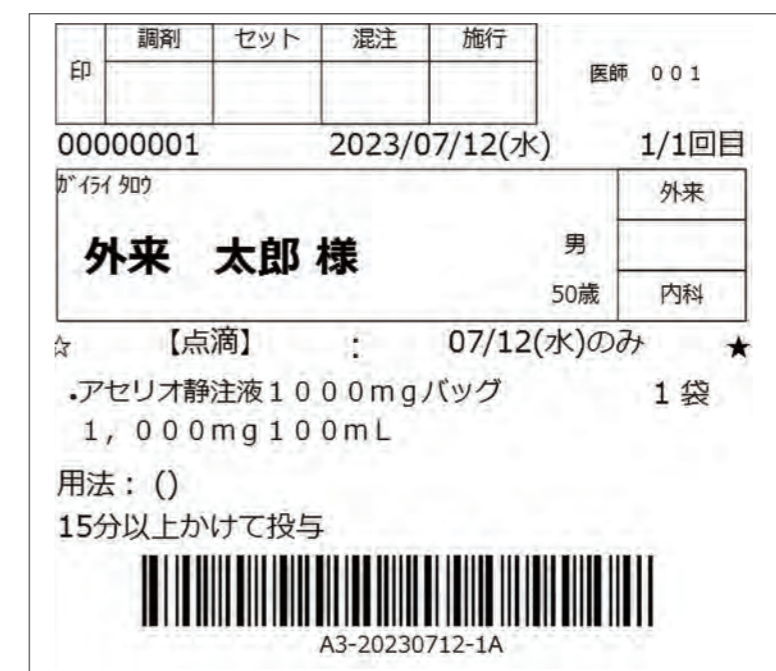 調剤 セット 混注 施行
印
医師 001
00000001 2023/07/12(水) 1/1回目
ガイライ タロウ 外来
外来 太郎 様 男
50歳 内科
☆ 【点滴】 : 07/12(水)のみ ★
・アセリオ静注液1000mgバッグ 1 袋
1,000mg100mL
用法：()
15分以上かけて投与
A3-20230712-1A